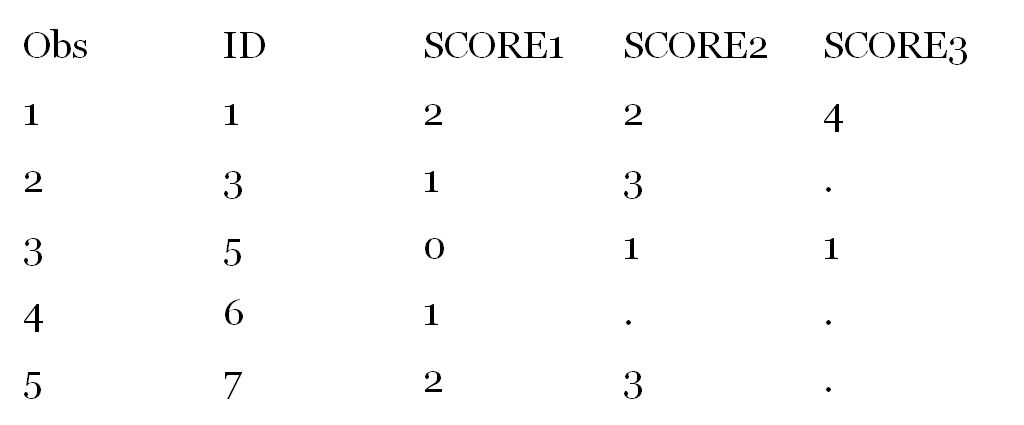 Obs ID SCORE1 SCORE2 SCORE3
1 1 2 2 4
2 3 1 3 .
3 5 0 1 1
4 6 1 . .
5 7 2 3 .